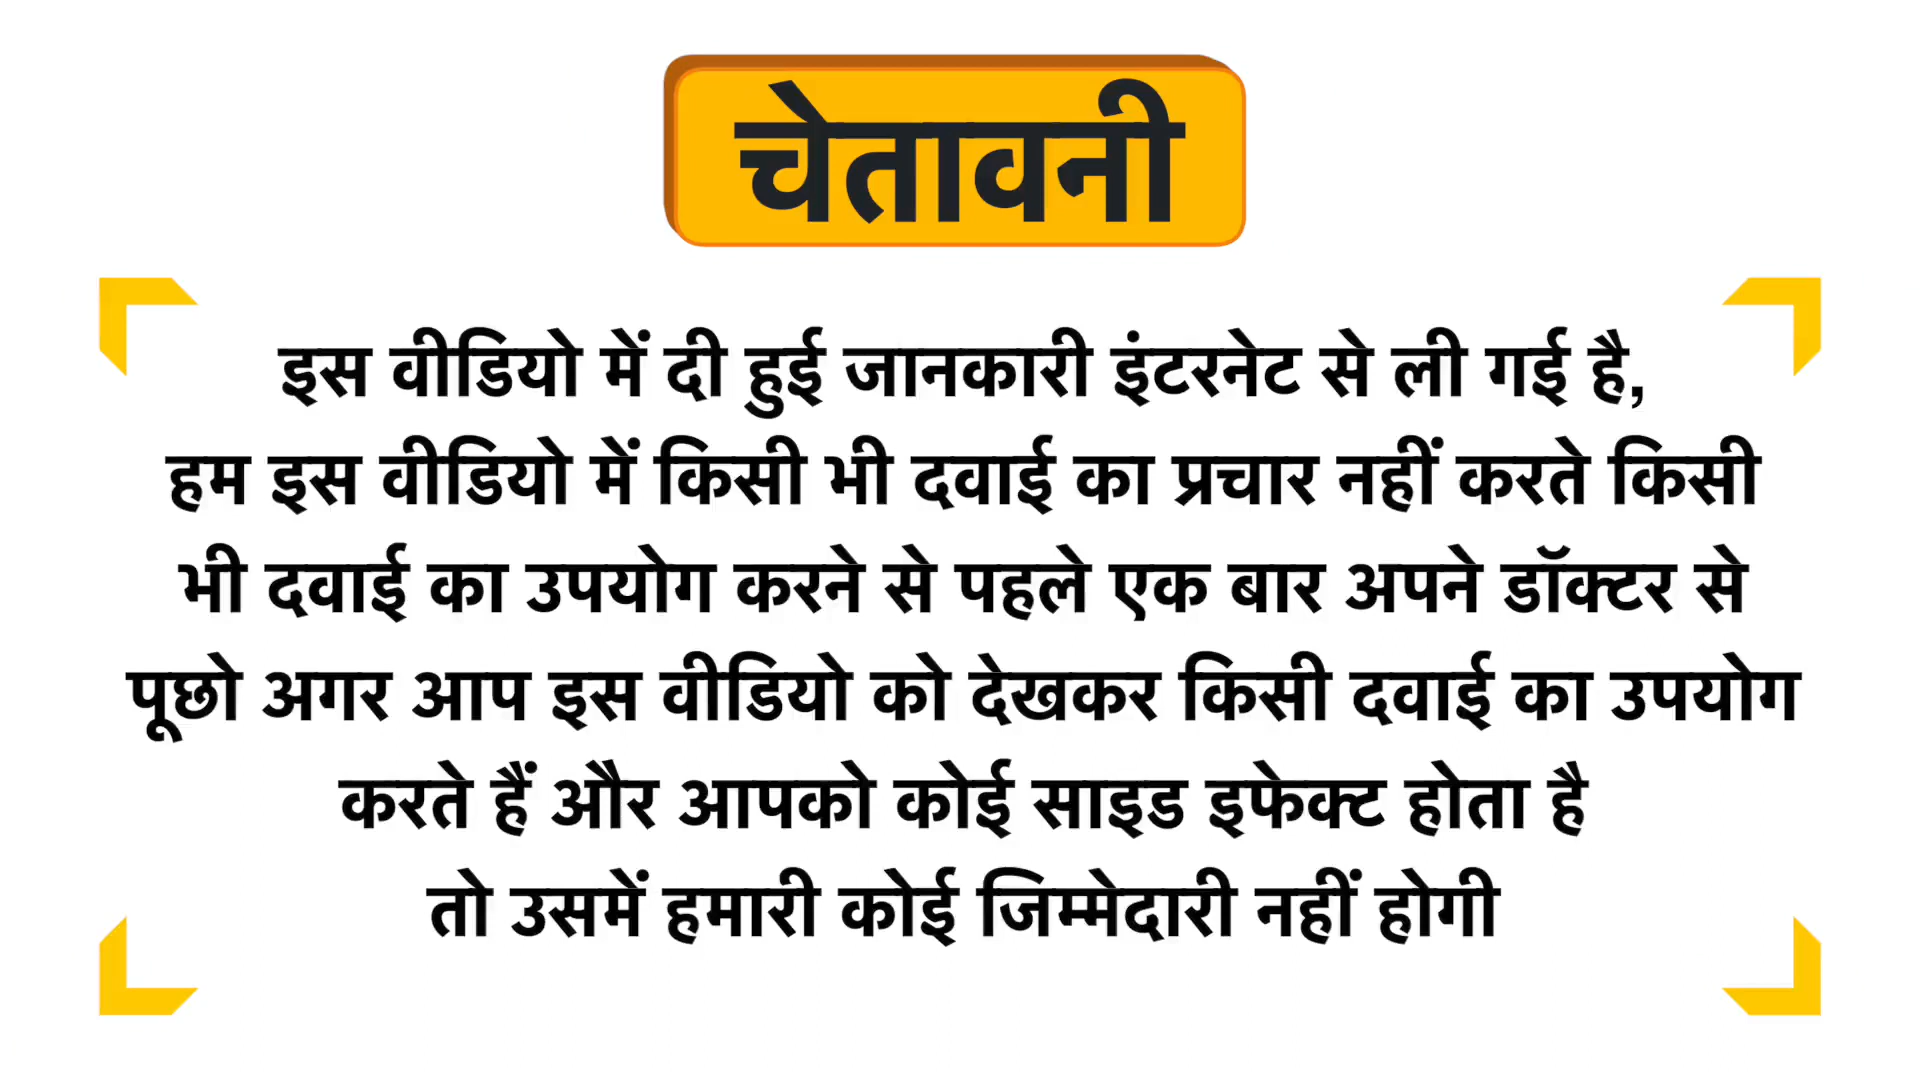 चेतावनी
इस वीडियो में दी हुई जानकारी इंटरनेट से ली गई है,
हम इस वीडियो में किसी भी दवाई का प्रचार नहीं करते किसी
भी दवाई का उपयोग करने से पहले एक बार अपने डॉक्टर से
पूछो अगर आप इस वीडियो को देखकर किसी दवाई का उपयोग
करते हैं और आपको कोई साइड इफेक्ट होता है
तो उसमें हमारी कोई जिम्मेदारी नहीं होगी